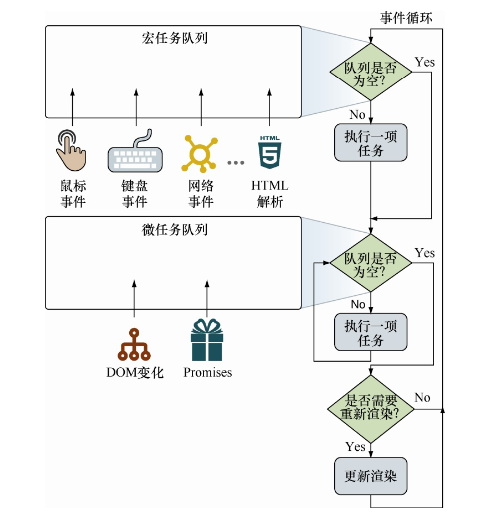 事件循环
宏任务队列
队列是否
为空?
Yes
No
执行一项
任务
HTML
5
...
鼠标
事件
键盘
事件
网络
事件
HTML
解析
微任务队列
队列是否
为空?
Yes
No
执行一项
任务
DOM变化
Promises
是否需要
重新渲染?
No
Yes
更新渲染